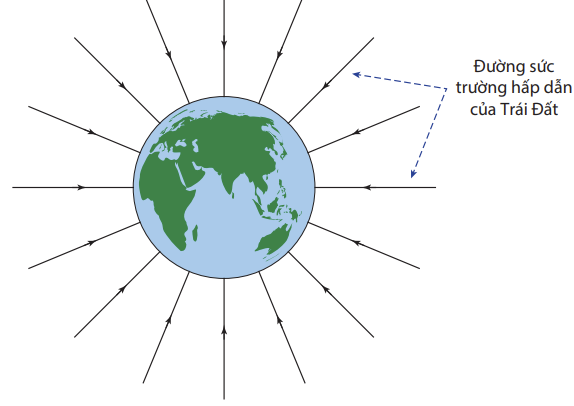 Đường sức
trường hấp dẫn
của Trái Đất